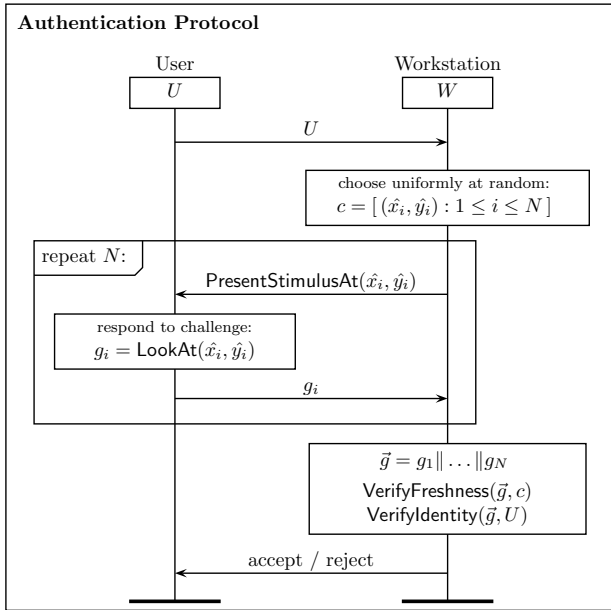 Authentication Protocol
User
Workstation
U
W
U
choose uniformly at random:
c = [ (x̂ᵢ, ŷᵢ) : 1 ≤ i ≤ N ]
repeat N:
PresentStimulusAt(x̂ᵢ, ŷᵢ)
respond to challenge:
gᵢ = LookAt(x̂ᵢ, ŷᵢ)
gᵢ
g⃗ = g₁‖ … ‖g_N
VerifyFreshness(g⃗, c)
VerifyIdentity(g⃗, U)
accept / reject